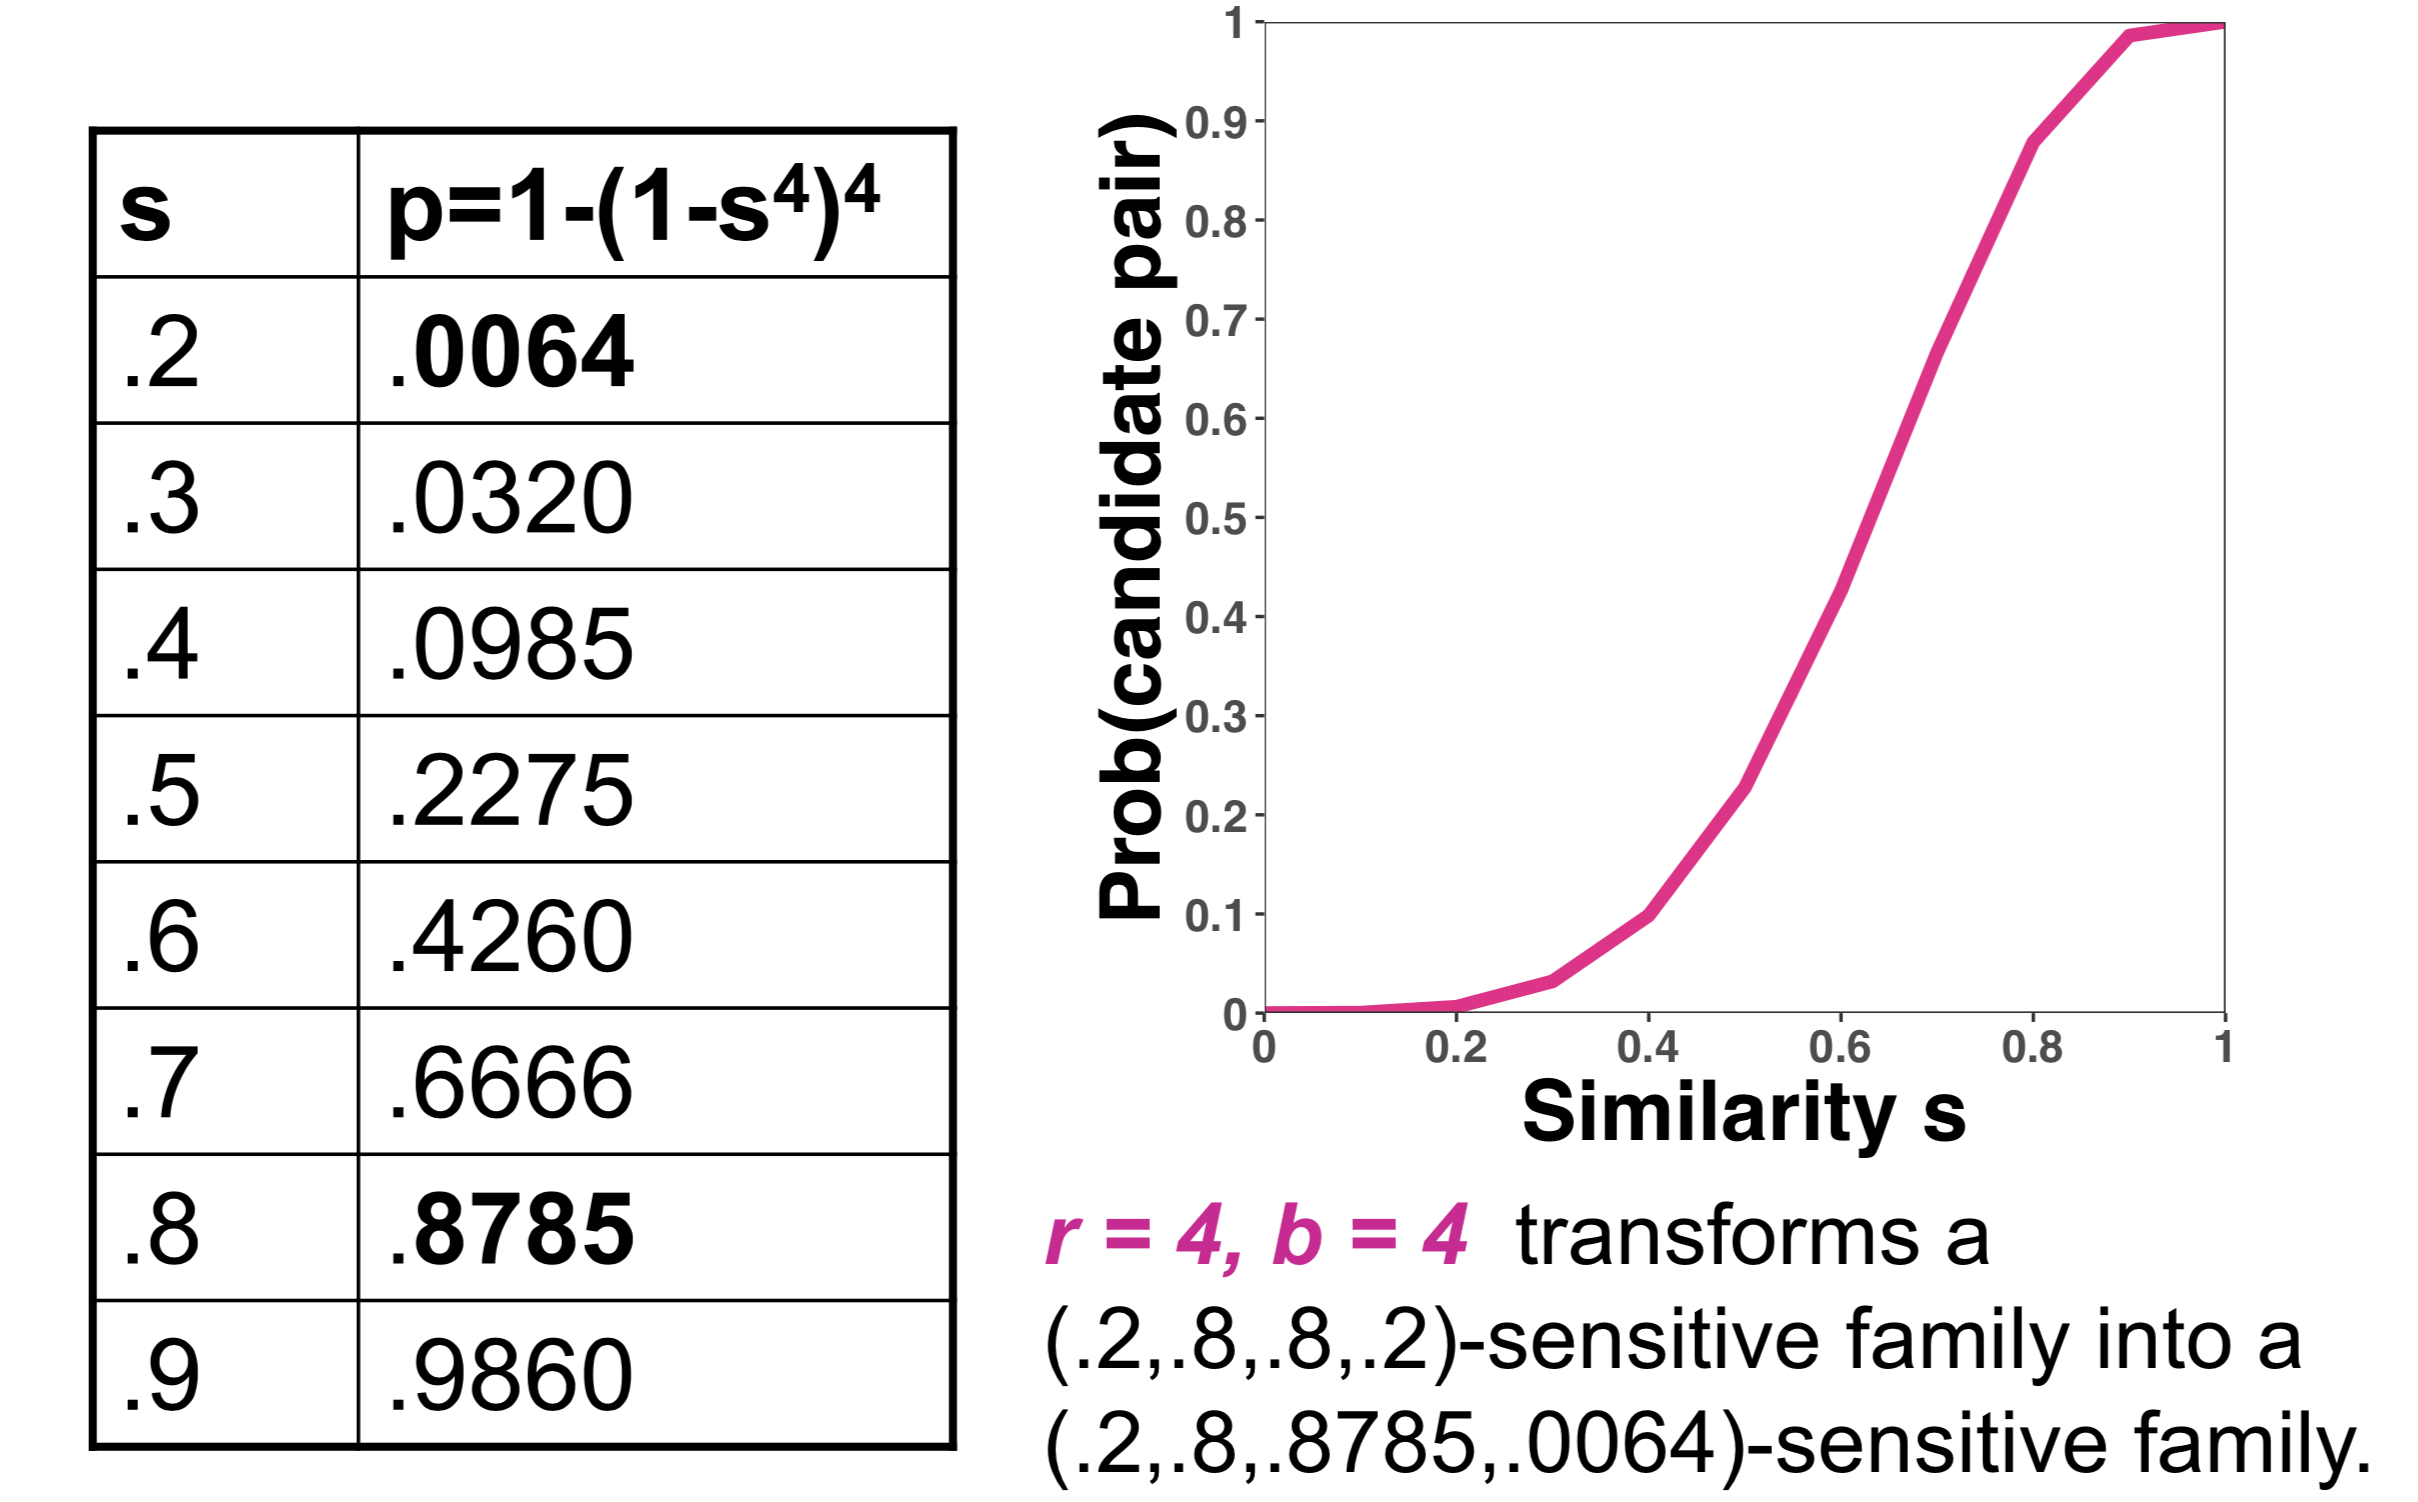 s p=1-(1-s⁴)⁴
.2 .0064
.3 .0320
.4 .0985
.5 .2275
.6 .4260
.7 .6666
.8 .8785
.9 .9860
Prob(candidate pair)
1
0.9
0.8
0.7
0.6
0.5
0.4
0.3
0.2
0.1
0
0 0.2 0.4 0.6 0.8 1
Similarity s
r = 4, b = 4 transforms a
(.2,.8,.8,.2)-sensitive family into a
(.2,.8,.8785,.0064)-sensitive family.